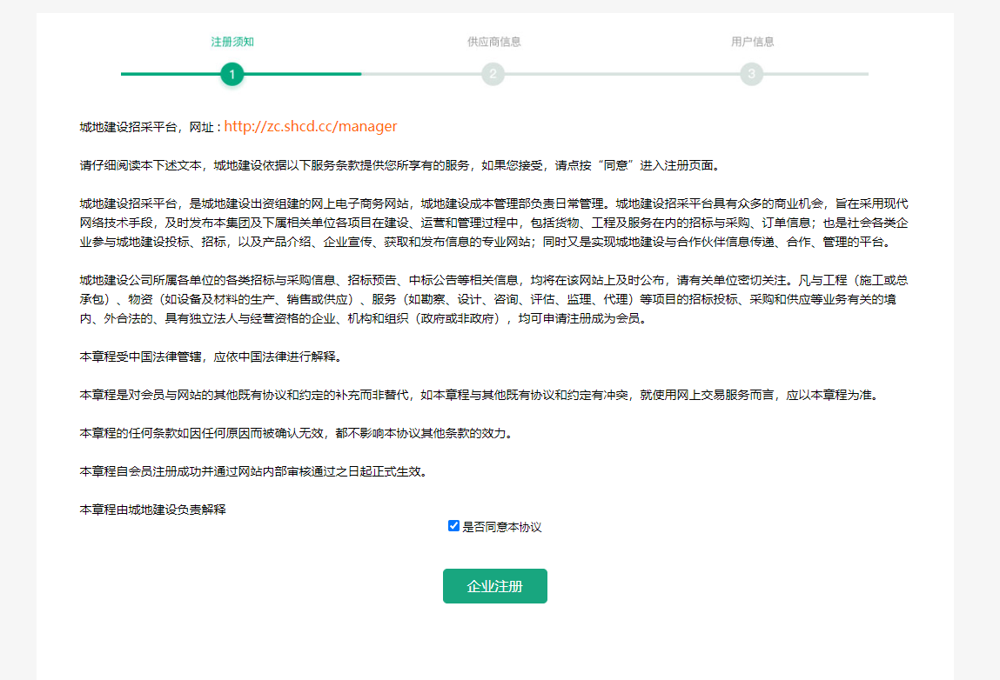 注册须知
供应商信息
用户信息
1
2
3
城地建设招采平台，网址 : http://zc.shcd.cc/manager
请仔细阅读本下述文本，城地建设依据以下服务条款提供您所享有的服务，如果您接受，请点按“同意”进入注册页面。
城地建设招采平台，是城地建设出资组建的网上电子商务网站，城地建设成本管理部负责日常管理。城地建设招采平台具有众多的商业机会，旨在采用现代
网络技术手段，及时发布本集团及下属相关单位各项目在建设、运营和管理过程中，包括货物、工程及服务在内的招标与采购、订单信息；也是社会各类企
业参与城地建设投标、招标，以及产品介绍、企业宣传、获取和发布信息的专业网站；同时又是实现城地建设与合作伙伴信息传递、合作、管理的平台。
城地建设公司所属各单位的各类招标与采购信息、招标预告、中标公告等相关信息，均将在该网站上及时公布，请有关单位密切关注。凡与工程（施工或总
承包）、物资（如设备及材料的生产、销售或供应）、服务（如勘察、设计、咨询、评估、监理、代理）等项目的招标投标、采购和供应等业务有关的境
内、外合法的、具有独立法人与经营资格的企业、机构和组织（政府或非政府），均可申请注册成为会员。
本章程受中国法律管辖，应依中国法律进行解释。
本章程是对会员与网站的其他既有协议和约定的补充而非替代，如本章程与其他既有协议和约定有冲突，就使用网上交易服务而言，应以本章程为准。
本章程的任何条款如因任何原因而被确认无效，都不影响本协议其他条款的效力。
本章程自会员注册成功并通过网站内部审核通过之日起正式生效。
本章程由城地建设负责解释
是否同意本协议
企业注册